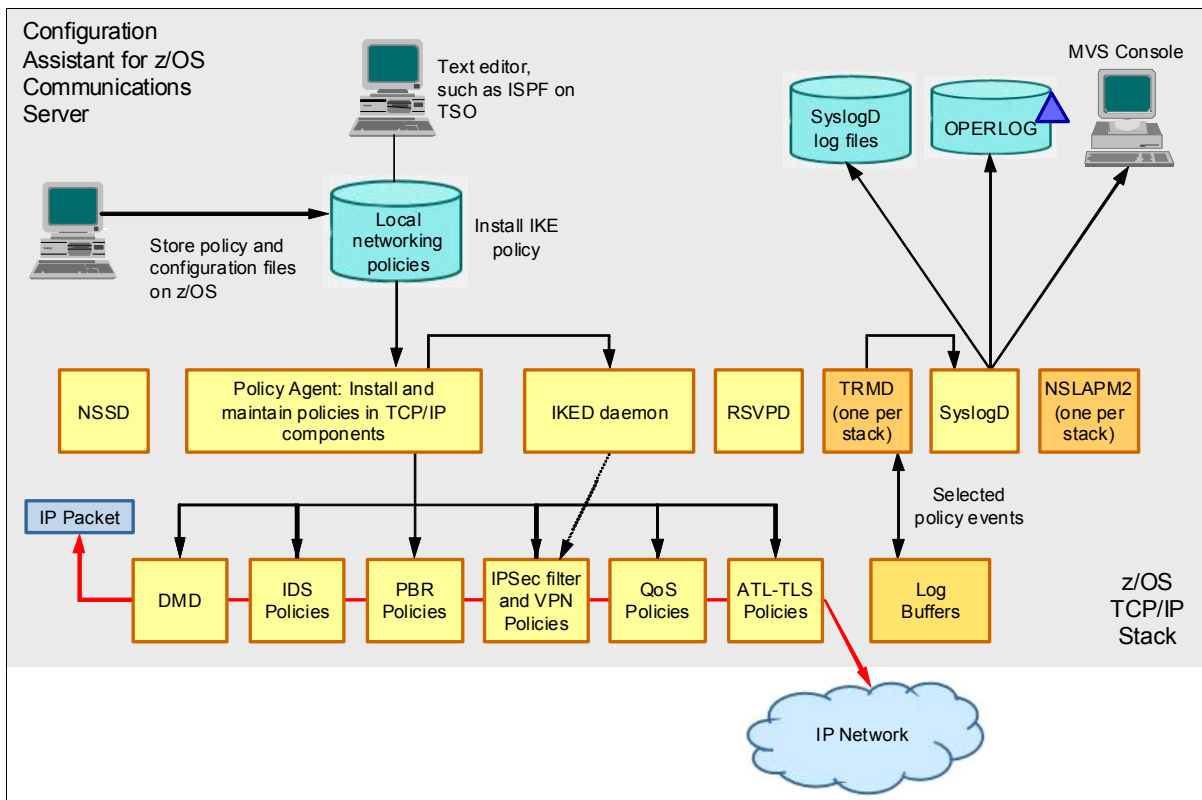 Configuration
Assistant for z/OS
Communications
Server
Text editor,
such as ISPF on
TSO
MVS Console
SyslogD
log files
OPERLOG
Local
networking
policies
Install IKE
policy
Store policy and
configuration files
on z/OS
NSSD
Policy Agent: Install and
maintain policies in TCP/IP
components
IKED daemon
RSVPD
TRMD
(one per
stack)
SyslogD
NSLAPM2
(one per
stack)
IP Packet
Selected
policy events
DMD
IDS
Policies
PBR
Policies
IPSec filter
and VPN
Policies
QoS
Policies
ATL-TLS
Policies
Log
Buffers
z/OS
TCP/IP
Stack
IP Network